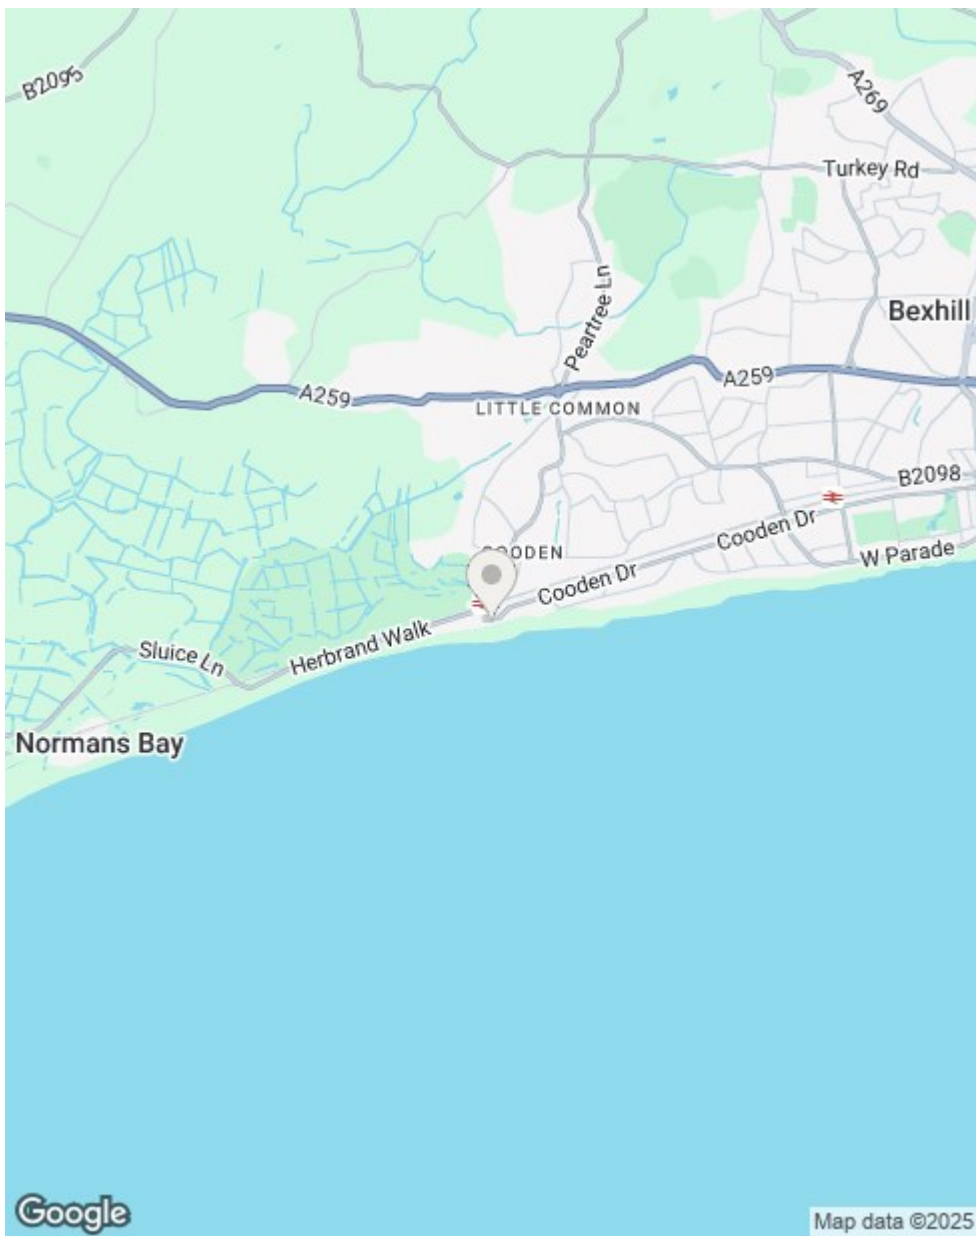 B2095
A269
Turkey Rd
Peartree Ln
Bexhill
A259
A259
LITTLE COMMON
B2098
Cooden Dr
W Parade
COODEN
Cooden Dr
Herbrand Walk
Sluice Ln
Normans Bay
Google
Map data ©2025